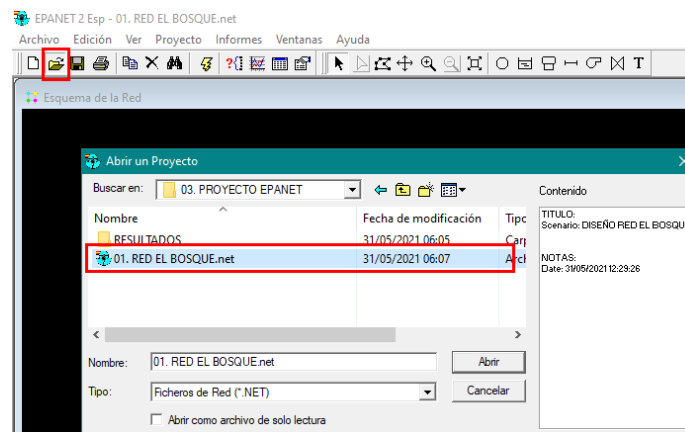 EPANET 2 Esp - 01. RED EL BOSQUE.net
Archivo Edición Ver Proyecto Informes Ventanas Ayuda
T
Esquema de la Red
Abrir un Proyecto
Buscar en: 03. PROYECTO EPANET
Contenido
Nombre Fecha de modificación Tipo
RESULTADOS 31/05/2021 06:05 Carp
01. RED EL BOSQUE.net 31/05/2021 06:07 Arch
TITULO:
Scenario: DISEÑO RED EL BOSQU
NOTAS:
Date: 31/05/2021 12:29:26
Nombre: 01. RED EL BOSQUE.net Abrir
Tipo: Ficheros de Red (*.NET) Cancelar
Abrir como archivo de solo lectura